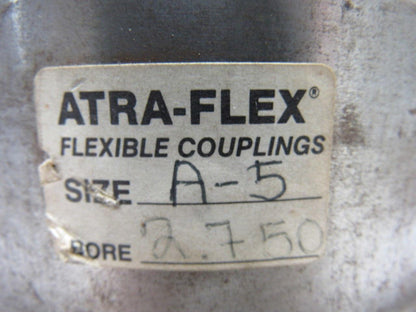 ATRA-FLEX®
FLEXIBLE COUPLINGS
SIZE A-5
BORE 2.750